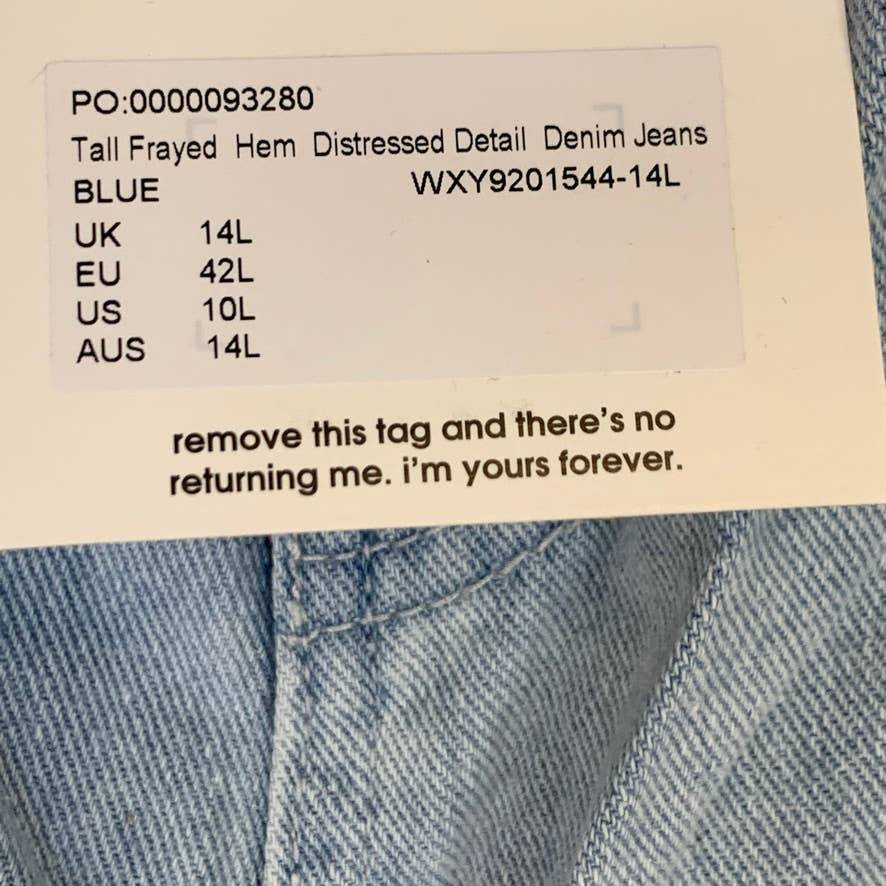 PO:0000093280
Tall Frayed Hem Distressed Detail Denim Jeans
BLUE WXY9201544-14L
UK 14L
EU 42L
US 10L
AUS 14L
remove this tag and there's no
returning me. i'm yours forever.